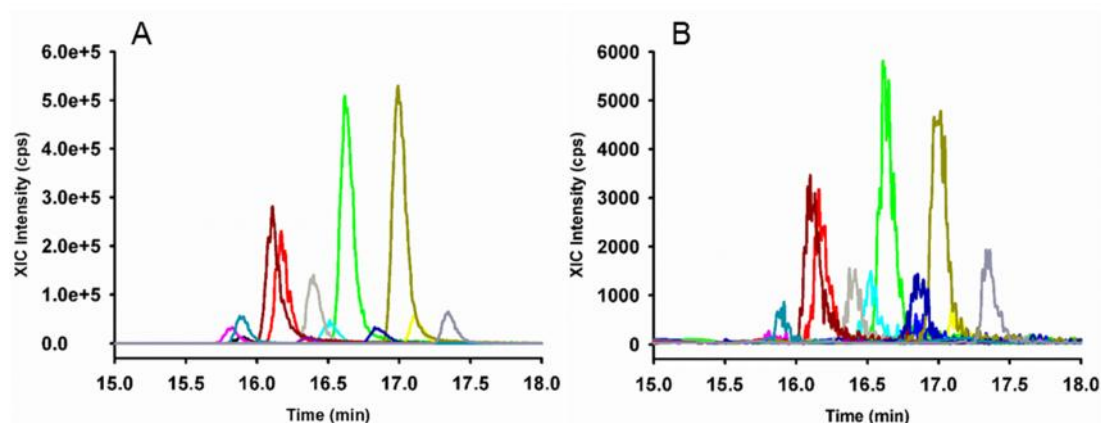 A
XIC Intensity (cps)
6.0e+5
5.0e+5
4.0e+5
3.0e+5
2.0e+5
1.0e+5
0.0
15.0 15.5 16.0 16.5 17.0 17.5 18.0
Time (min)
B
XIC Intensity (cps)
6000
5000
4000
3000
2000
1000
0
15.0 15.5 16.0 16.5 17.0 17.5 18.0
Time (min)